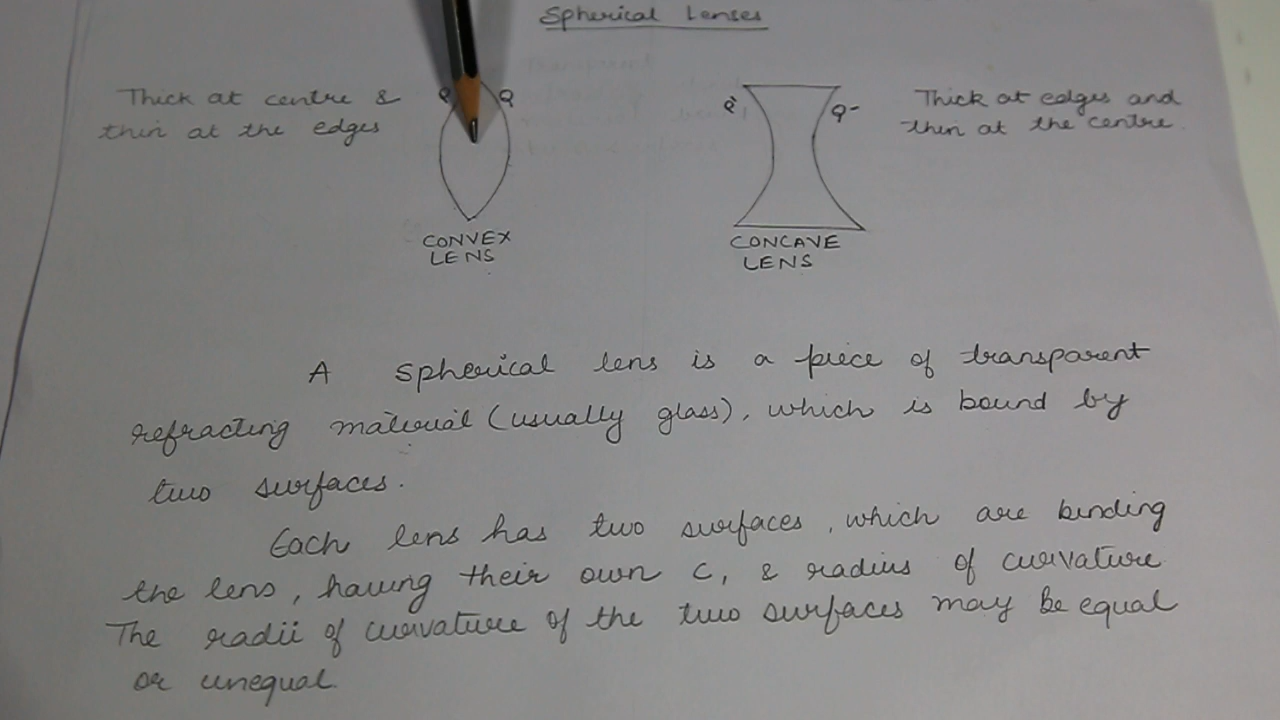 Spherical Lenses
Thick at centre &
thin at the edges
Q
CONVEX
LENS
Q
Q
CONCAVE
LENS
Thick at edges and
thin at the centre.
A spherical lens is a piece of transparent
refracting material (usually glass), which is bound by
two surfaces.
Each lens has two surfaces, which are binding
the lens, having their own C, & radius of curvature
The radii of curvature of the two surfaces may be equal
or unequal.